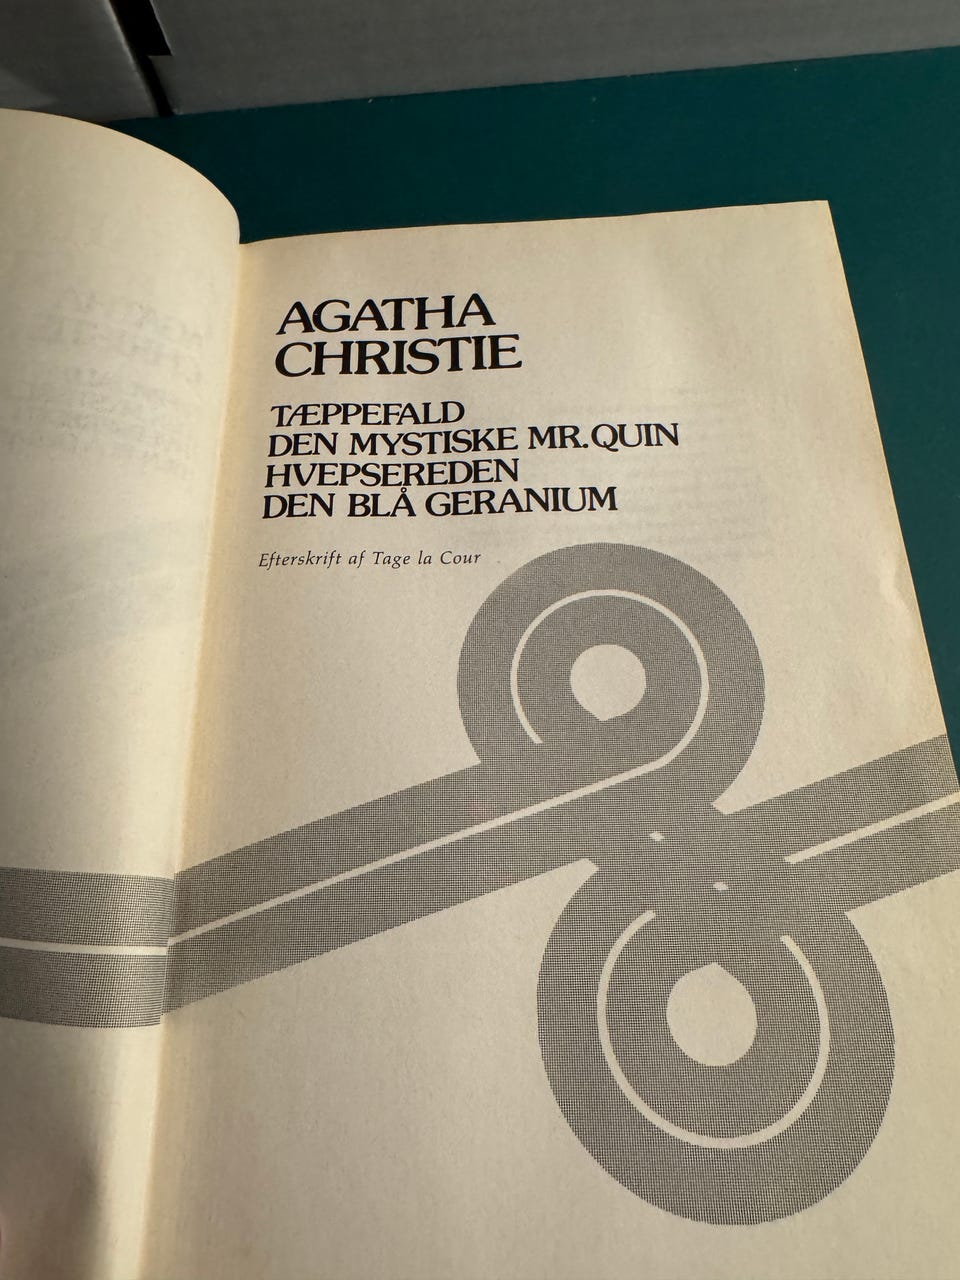 AGATHA
CHRISTIE
TÆPPEFALD
DEN MYSTISKE MR. QUIN
HVEPSEREDEN
DEN BLÅ GERANIUM
Efterskrift af Tage la Cour